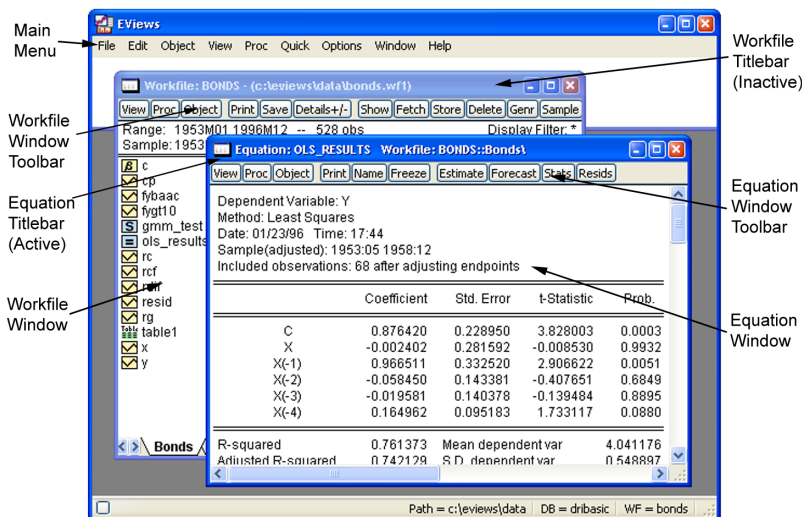 EViews
Main
Menu
File Edit Object View Proc Quick Options Window Help
Workfile
Titlebar
(Inactive)
Workfile: BONDS - (c:\eviews\data\bonds.wf1)
View Proc Object Print Save Details+/- Show Fetch Store Delete Genr Sample
Workfile
Window
Toolbar
Range: 1953M01 1996M12 -- 528 obs Display Filter: *
Sample: 1953
Equation: OLS_RESULTS Workfile: BONDS::Bonds\
View Proc Object Print Name Freeze Estimate Forecast Stats Resids
Equation
Titlebar
(Active)
Equation
Window
Toolbar
c
cp
fybaac
fygt10
gmm_test
ols_results
rc
rcf
resid
rg
table1
x
y
Workfile
Window
Dependent Variable: Y
Method: Least Squares
Date: 01/23/96 Time: 17:44
Sample(adjusted): 1953:05 1958:12
Included observations: 68 after adjusting endpoints
Equation
Window
Coefficient Std. Error t-Statistic Prob.
C 0.876420 0.228950 3.828003 0.0003
X -0.002402 0.281592 -0.008530 0.9932
X(-1) 0.966511 0.332520 2.906622 0.0051
X(-2) -0.058450 0.143381 -0.407651 0.6849
X(-3) -0.019581 0.140378 -0.139484 0.8895
X(-4) 0.164962 0.095183 1.733117 0.0880
R-squared 0.761373 Mean dependent var 4.041176
Adjusted R-squared 0.742129 S.D. dependent var 0.548897
Bonds
Path = c:\eviews\data DB = dribasic WF = bonds